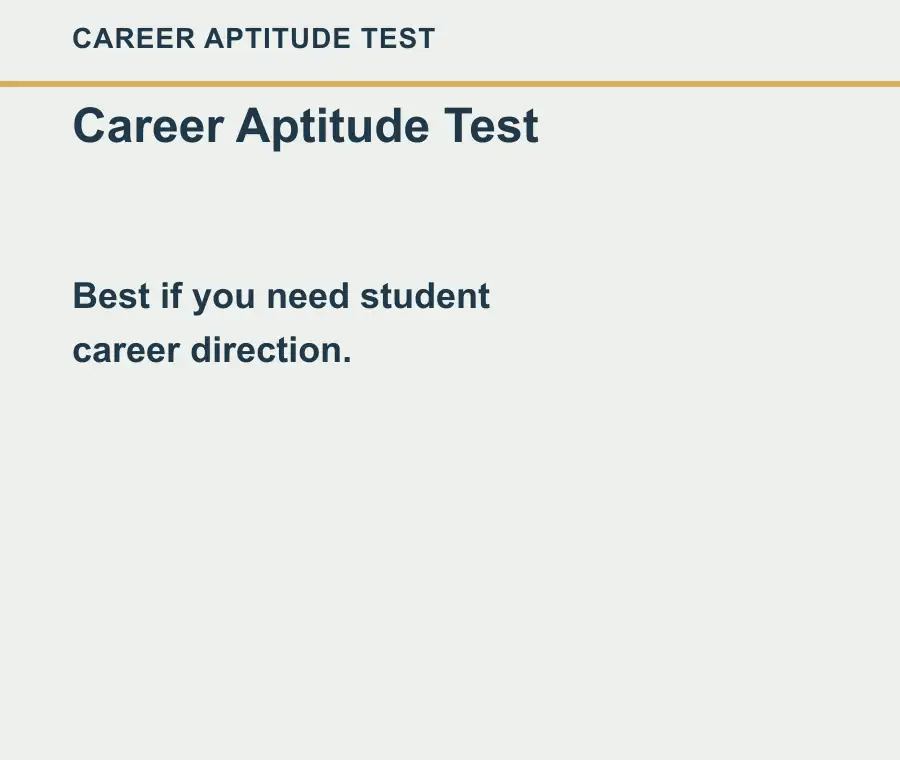 CAREER APTITUDE TEST
Career Aptitude Test
Best if you need student
career direction.